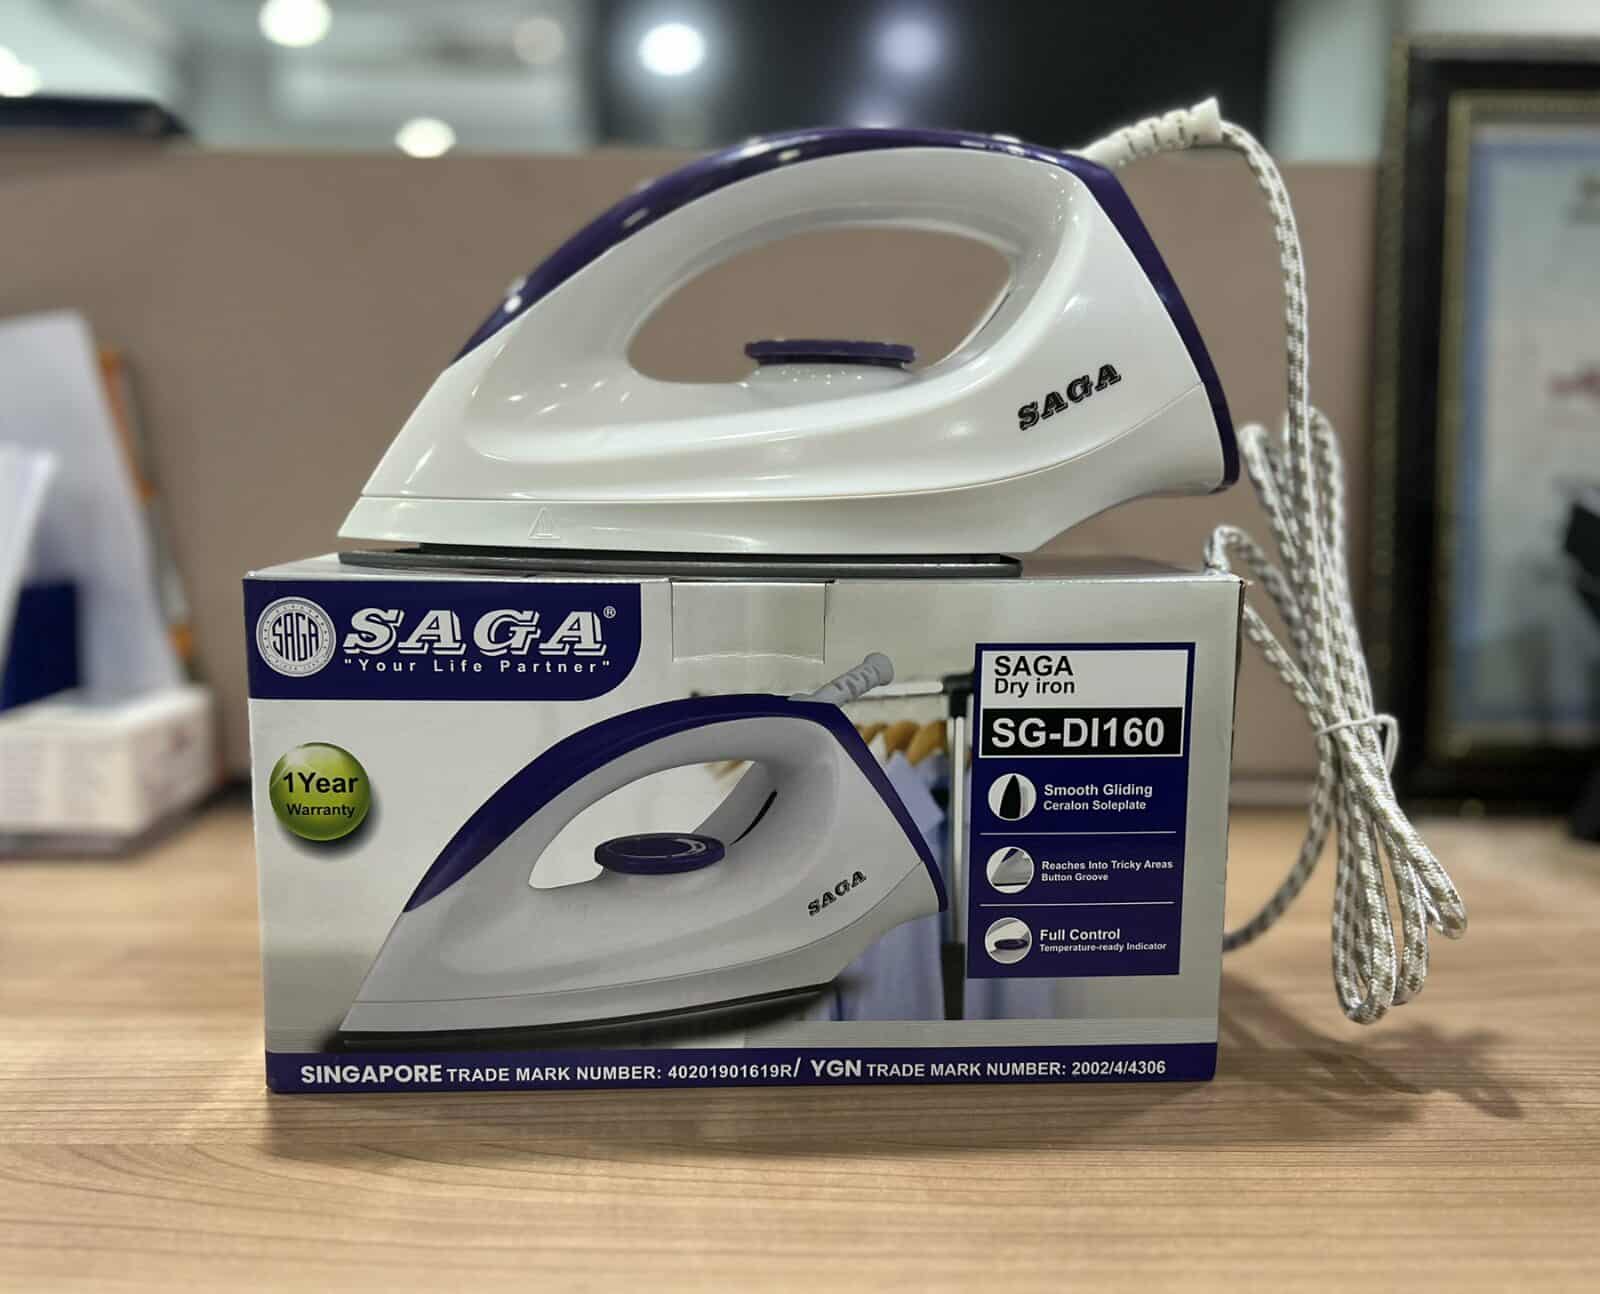 SAGA
SAGA
SAGA®
"Your Life Partner"
SAGA
Dry iron
SG-DI160
1Year
Warranty
Smooth Gliding
Ceralon Soleplate
Reaches Into Tricky Areas
Button Groove
SAGA
Full Control
Temperature-ready Indicator
SINGAPORE TRADE MARK NUMBER: 40201901619R/ YGN TRADE MARK NUMBER: 2002/4/4306